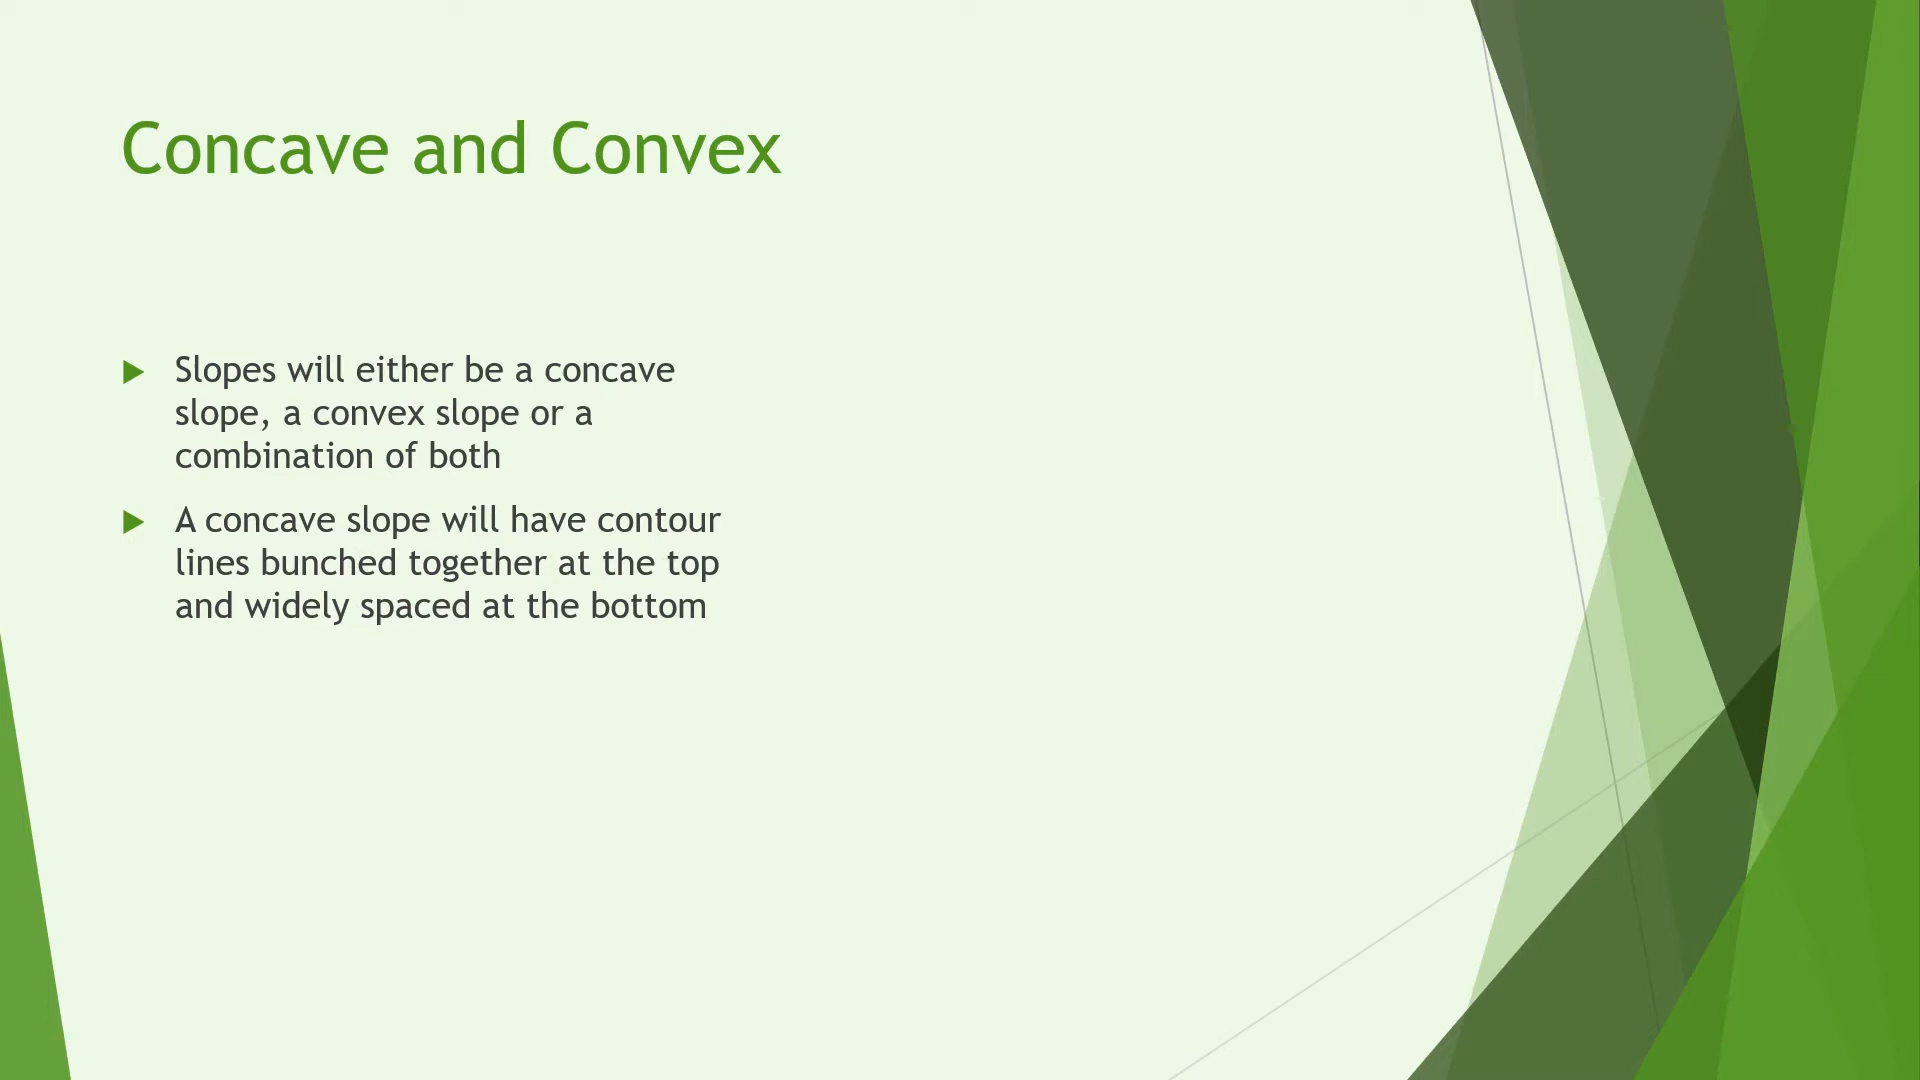 Concave and Convex
Slopes will either be a concave
slope, a convex slope or a
combination of both
A concave slope will have contour
lines bunched together at the top
and widely spaced at the bottom